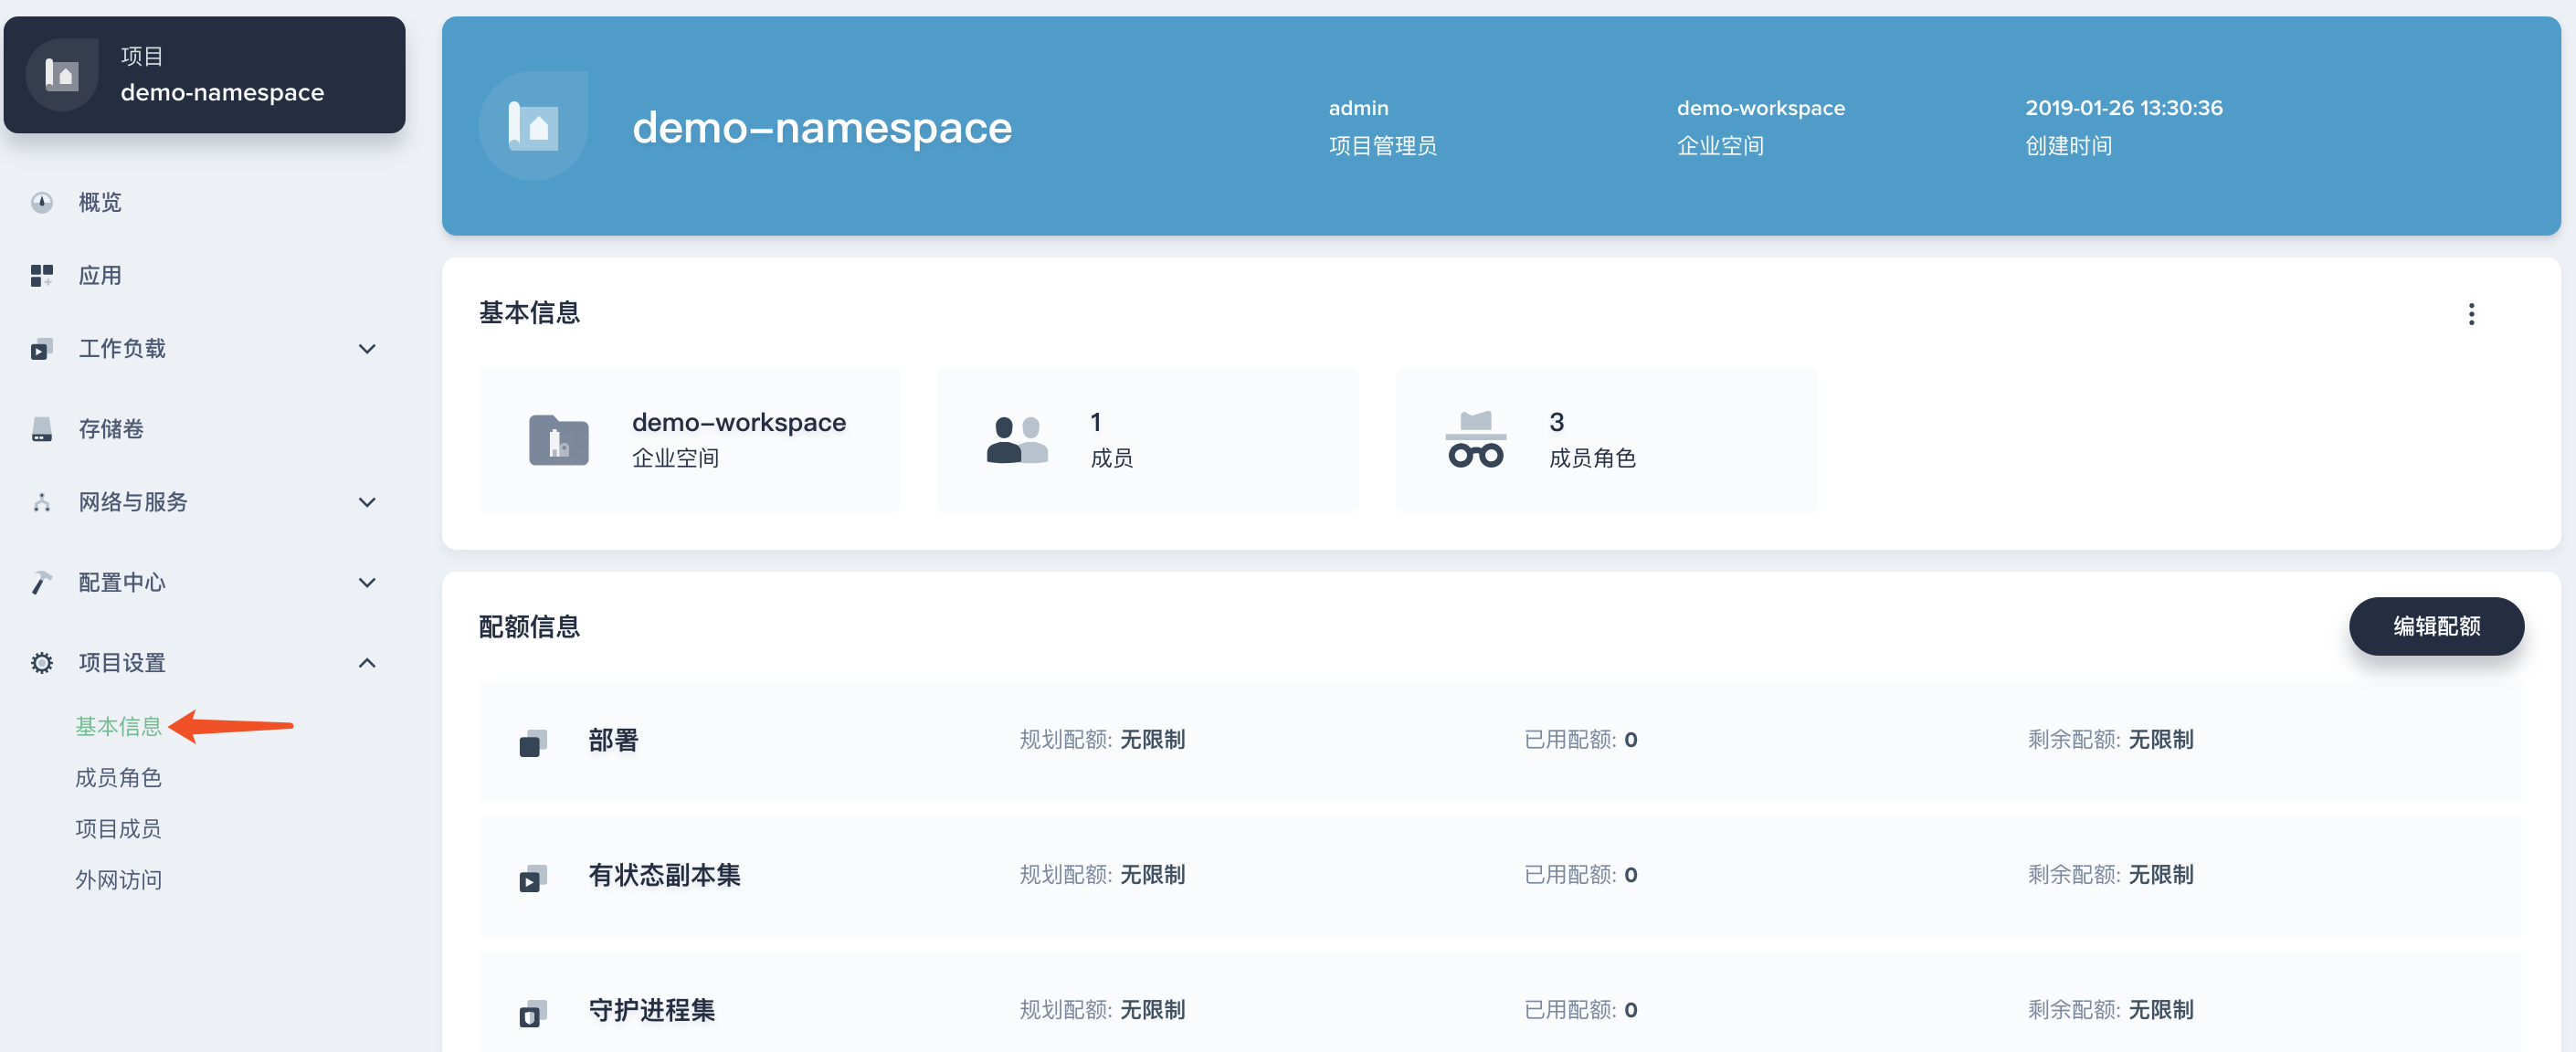 项目
demo-namespace
概览
应用
工作负载
存储卷
网络与服务
配置中心
项目设置
基本信息
成员角色
项目成员
外网访问
demo-namespace
admin
项目管理员
demo-workspace
企业空间
2019-01-26 13:30:36
创建时间
基本信息
demo-workspace
企业空间
1
成员
3
成员角色
配额信息
编辑配额
部署 规划配额: 无限制 已用配额: 0 剩余配额: 无限制
有状态副本集 规划配额: 无限制 已用配额: 0 剩余配额: 无限制
守护进程集 规划配额: 无限制 已用配额: 0 剩余配额: 无限制